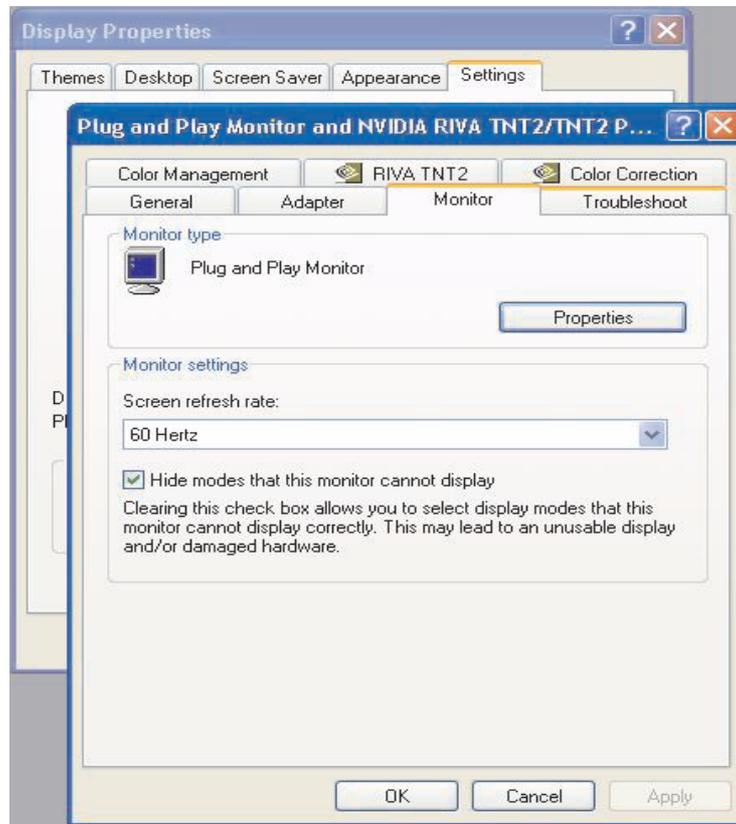 Display Properties
Themes Desktop Screen Saver Appearance Settings
Plug and Play Monitor and NVIDIA RIVA TNT2/TNT2 P...
Color Management RIVA TNT2 Color Correction
General Adapter Monitor Troubleshoot
Monitor type
Plug and Play Monitor
Properties
Monitor settings
D
Pl
Screen refresh rate:
60 Hertz
Hide modes that this monitor cannot display
Clearing this check box allows you to select display modes that this
monitor cannot display correctly. This may lead to an unusable display
and/or damaged hardware.
OK Cancel Apply